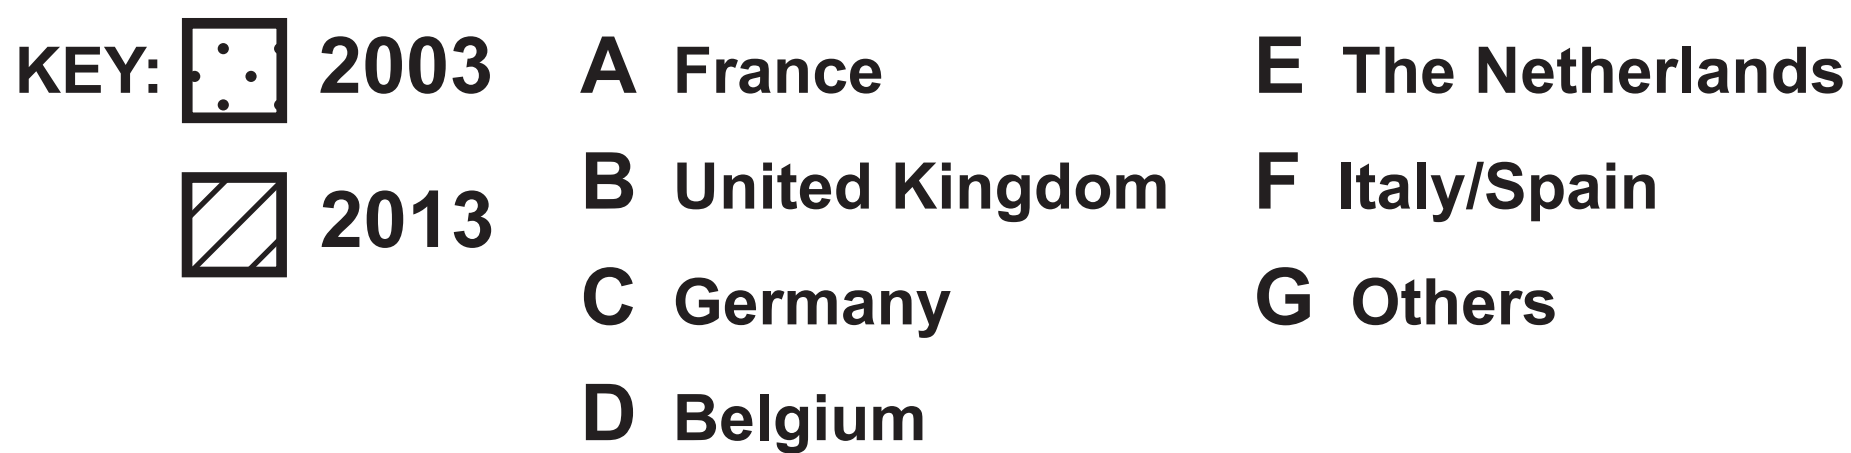 KEY: 2003 A France E The Netherlands
2013 B United Kingdom F Italy/Spain
C Germany G Others
D Belgium